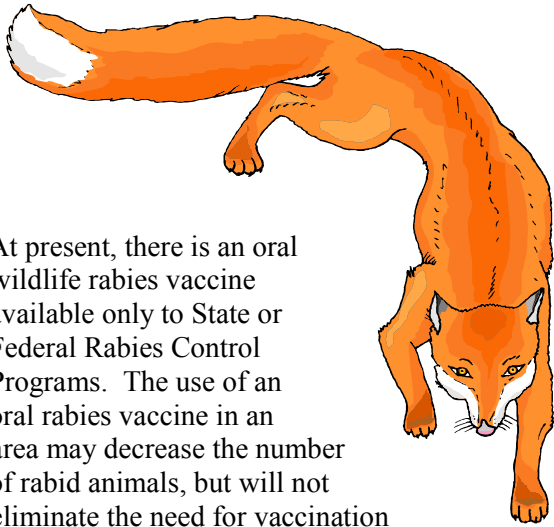 At present, there is an oral
wildlife rabies vaccine
available only to State or
Federal Rabies Control
Programs.  The use of an
oral rabies vaccine in an
area may decrease the number
of rabid animals, but will not
eliminate the need for vaccination